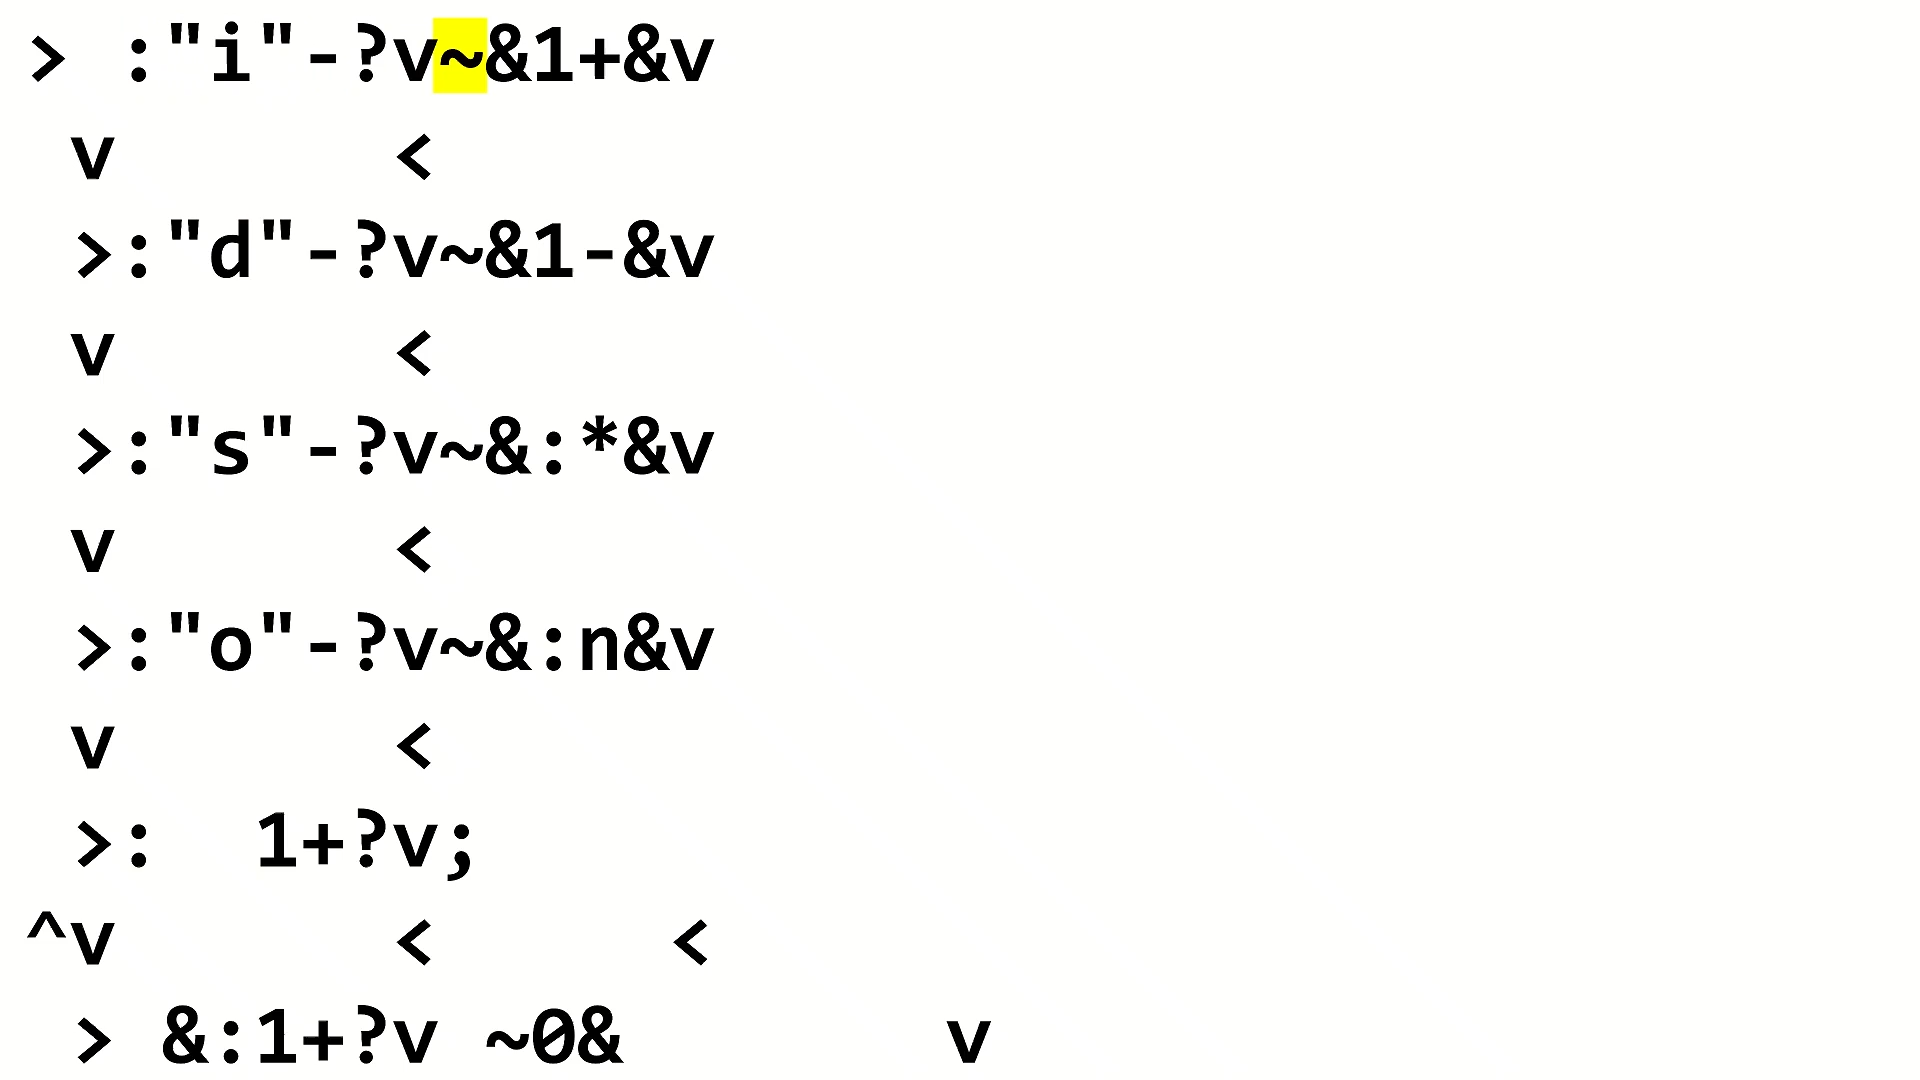 > :"i"-?v~&1+&v
 v      <
 >:"d"-?v~&1-&v
 v      <
 >:"s"-?v~&:*&v
 v      <
 >:"o"-?v~&:n&v
 v      <
 >:  1+?v;
^v      <     <
 > &:1+?v ~0&       v